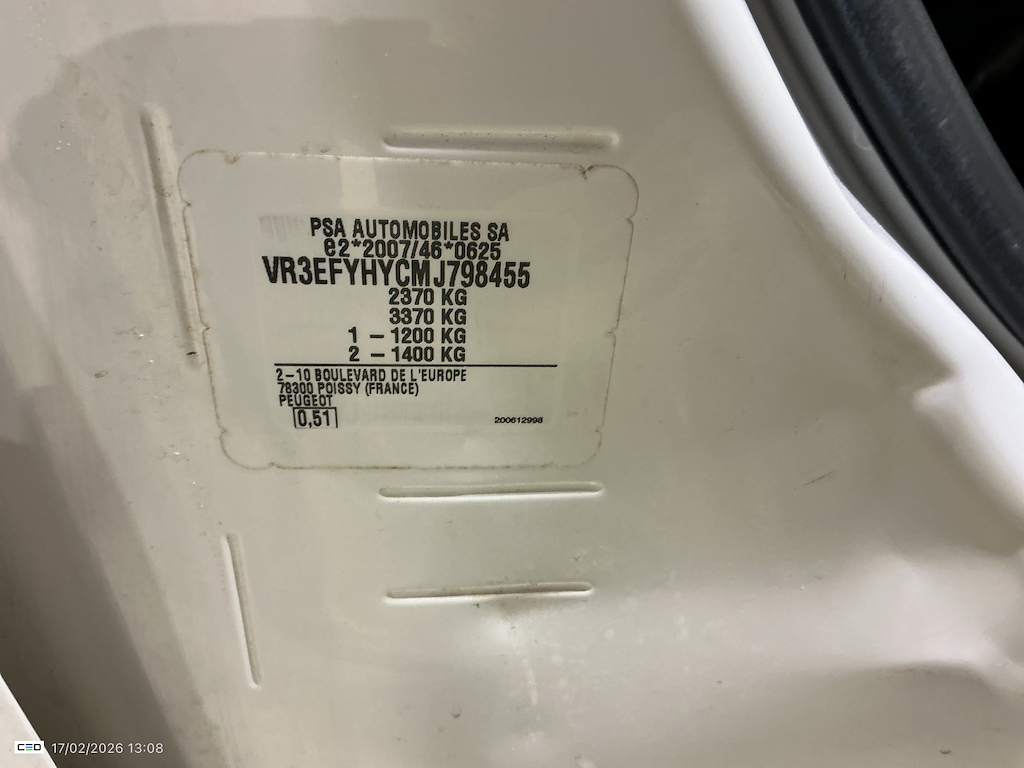 PSA AUTOMOBILES SA
e2*2007/46*0625
VR3EFYHYCMJ798455
2370 KG
3370 KG
1 – 1200 KG
2 – 1400 KG
2–10 BOULEVARD DE L'EUROPE
78300 POISSY (FRANCE)
PEUGEOT
0,51
200612998
17/02/2026 13:08